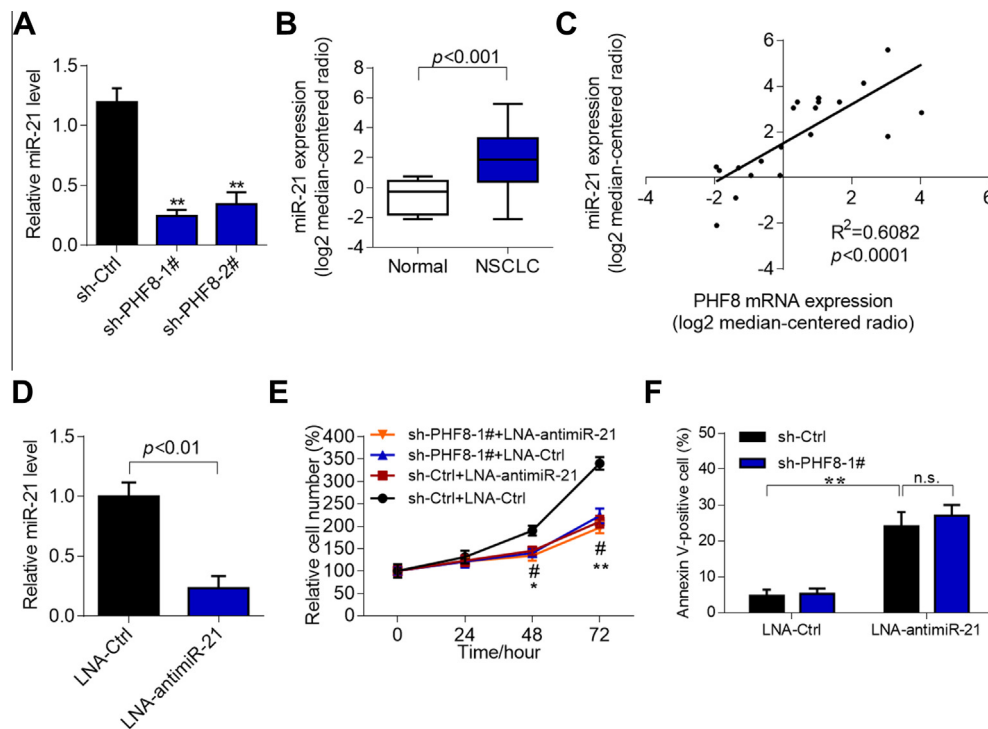 A
Relative miR-21 level
1.5
1.0
0.5
0.0
**
**
sh-Ctrl
sh-PHF8-1#
sh-PHF8-2#
B
miR-21 expression
(log2 median-centered radio)
p<0.001
8
6
4
2
0
-2
-4
Normal
NSCLC
C
miR-21 expression
(log2 median-centered radio)
6
4
2
-2
-4
-4
-2
0
2
4
6
R²=0.6082
p<0.0001
PHF8 mRNA expression
(log2 median-centered radio)
D
Relative miR-21 level
1.5
1.0
0.5
0.0
p<0.01
LNA-Ctrl
LNA-antimiR-21
E
Relative cell number (%)
400
350
300
250
200
150
100
50
0
sh-PHF8-1#+LNA-antimiR-21
sh-PHF8-1#+LNA-Ctrl
sh-Ctrl+LNA-antimiR-21
sh-Ctrl+LNA-Ctrl
#
*
#
**
0
24
48
72
Time/hour
F
Annexin V-positive cell (%)
50
40
30
20
10
0
sh-Ctrl
sh-PHF8-1#
**
n.s.
LNA-Ctrl
LNA-antimiR-21